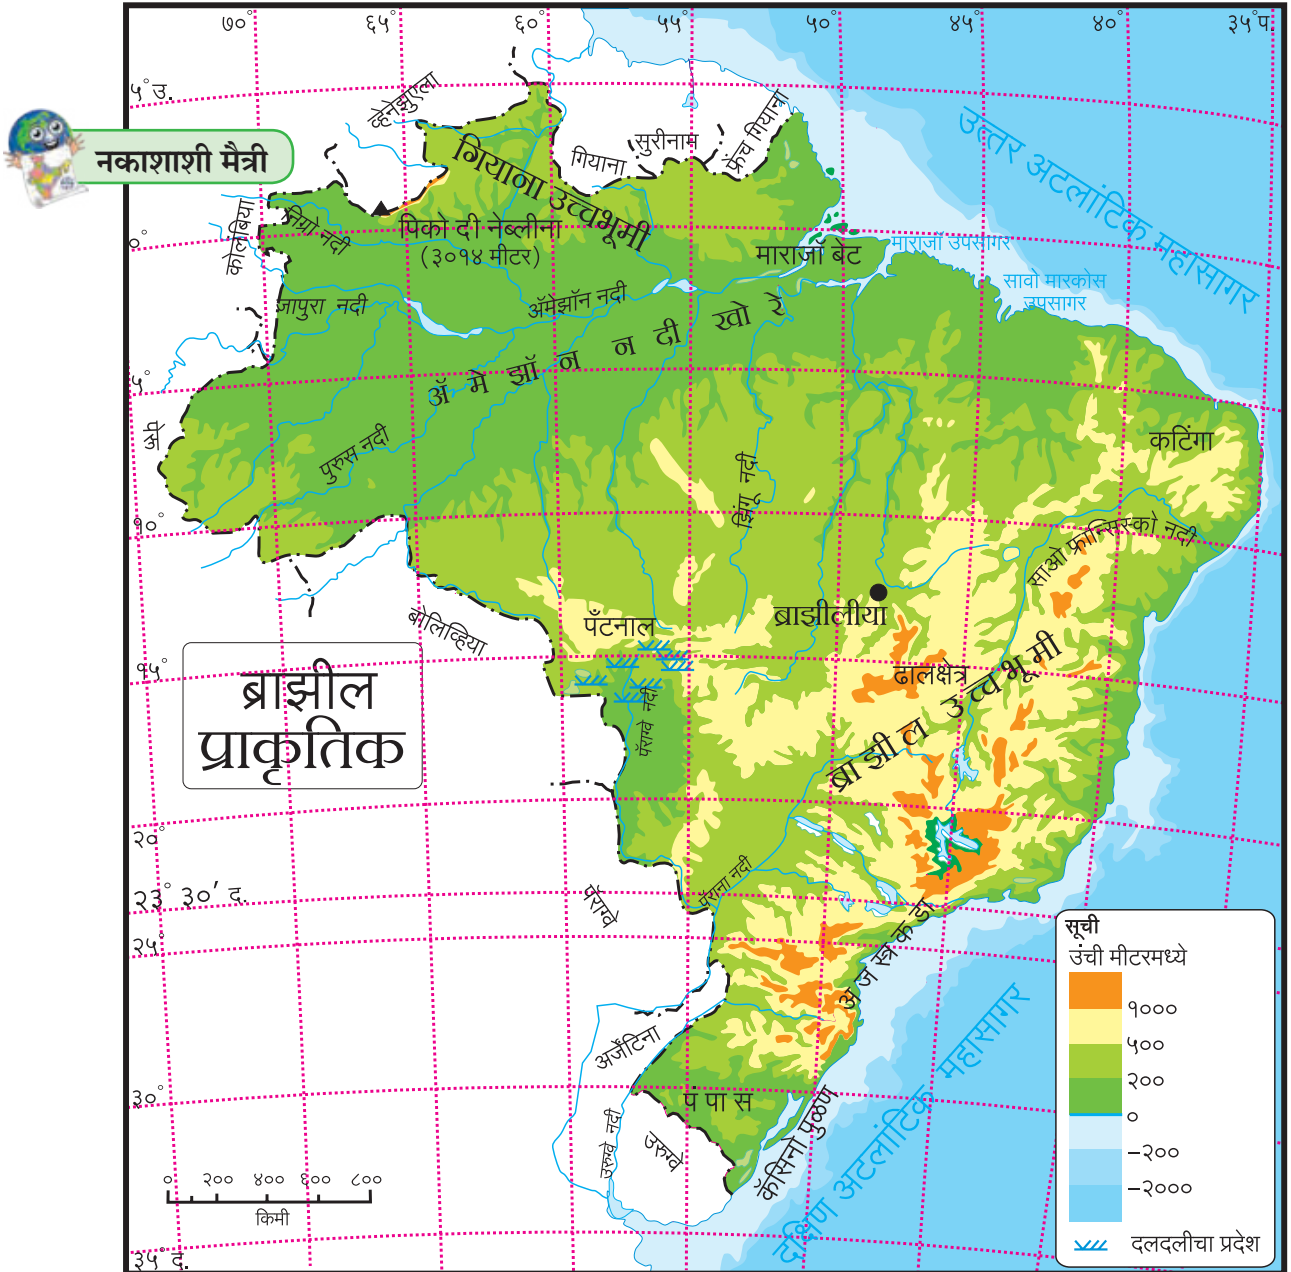 ७०° ६५° ६०° ५५° ५०° ४५° ४०° ३५°प.
५°उ.
नकाशाशी मैत्री
व्हेनेझुएला
गियाना
सुरीनाम
फ्रेंच गियाना
उत्तर अटलांटिक महासागर
गियाना उच्चभूमी
कोलंबिया
निग्रो नदी
पिको दी नेब्लीना
(३०१४ मीटर)
०°
माराजॉ बेट
माराजॉ उपसागर
सावो मारकोस
उपसागर
जापुरा नदी
ॲमेझॉन नदी
ॲमेझॉन नदी खोरे
५°
पुरुस नदी
झिंगू नदी
कटिंगा
१०°
साओ फ्रान्सिस्को नदी
बोलिव्हिया
पँटनाल
ब्राझीलीया
१५°
ब्राझील
प्राकृतिक
ढालक्षेत्र
ब्राझील उच्चभूमी
पॅराग्वे नदी
२०°
पॅराना नदी
२३° ३०' द.
पॅराग्वे
२५°
अजस्त्र कडा
अर्जेंटिना
३०°
पपास
उरुग्वे नदी
उरुग्वे
कॅसिनो पुळण
दक्षिण अटलांटिक महासागर
० २०० ४०० ६०० ८००
किमी
३५° द.
सूची
उंची मीटरमध्ये
१०००
५००
२००
०
–२००
–२०००
दलदलीचा प्रदेश